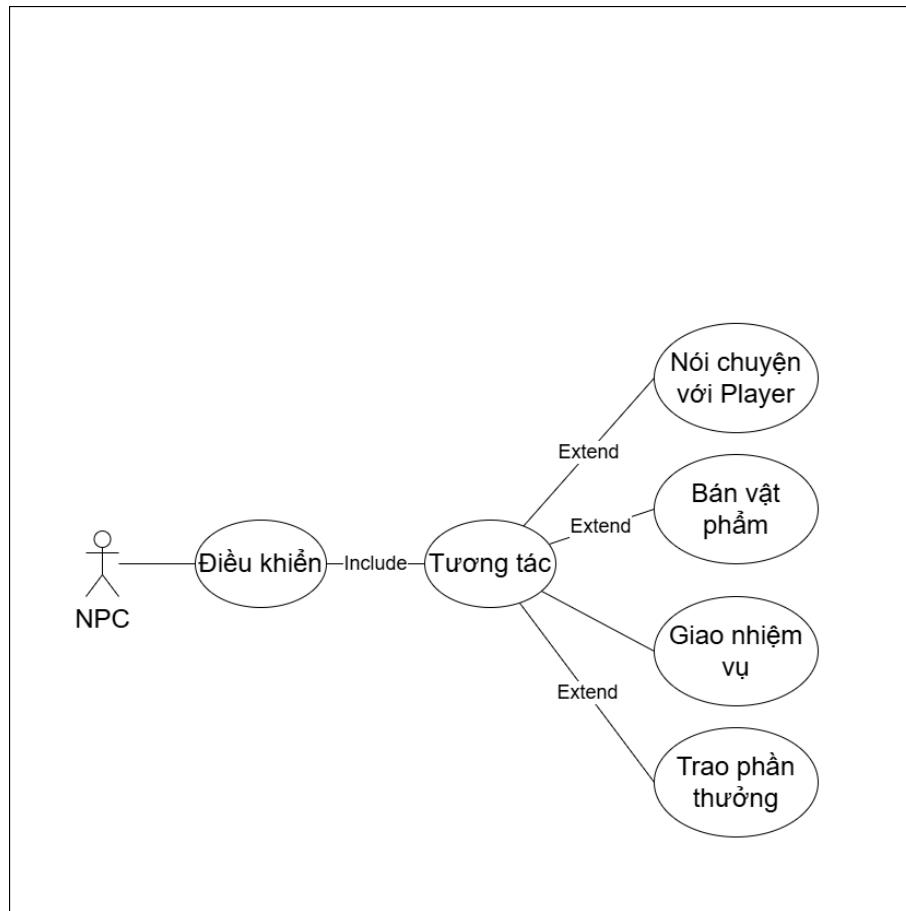 Nói chuyện
với Player
Extend
Bán vật
phẩm
Extend
NPC
Điều khiển
Include
Tương tác
Giao nhiệm
vụ
Extend
Trao phần
thưởng